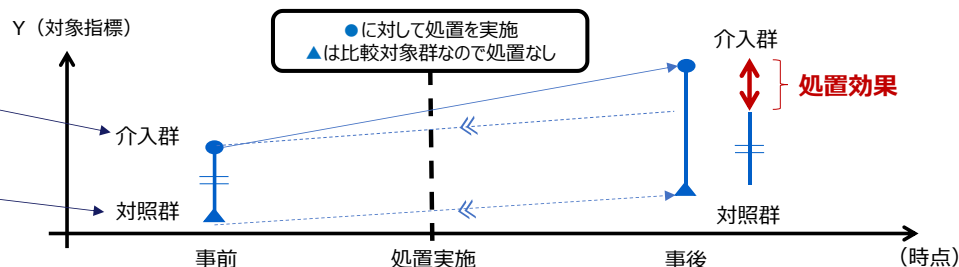 Y（対象指標）
●に対して処置を実施
▲は比較対象群なので処置なし
介入群
処置効果
介入群
対照群
対照群
事前
処置実施
事後
（時点）